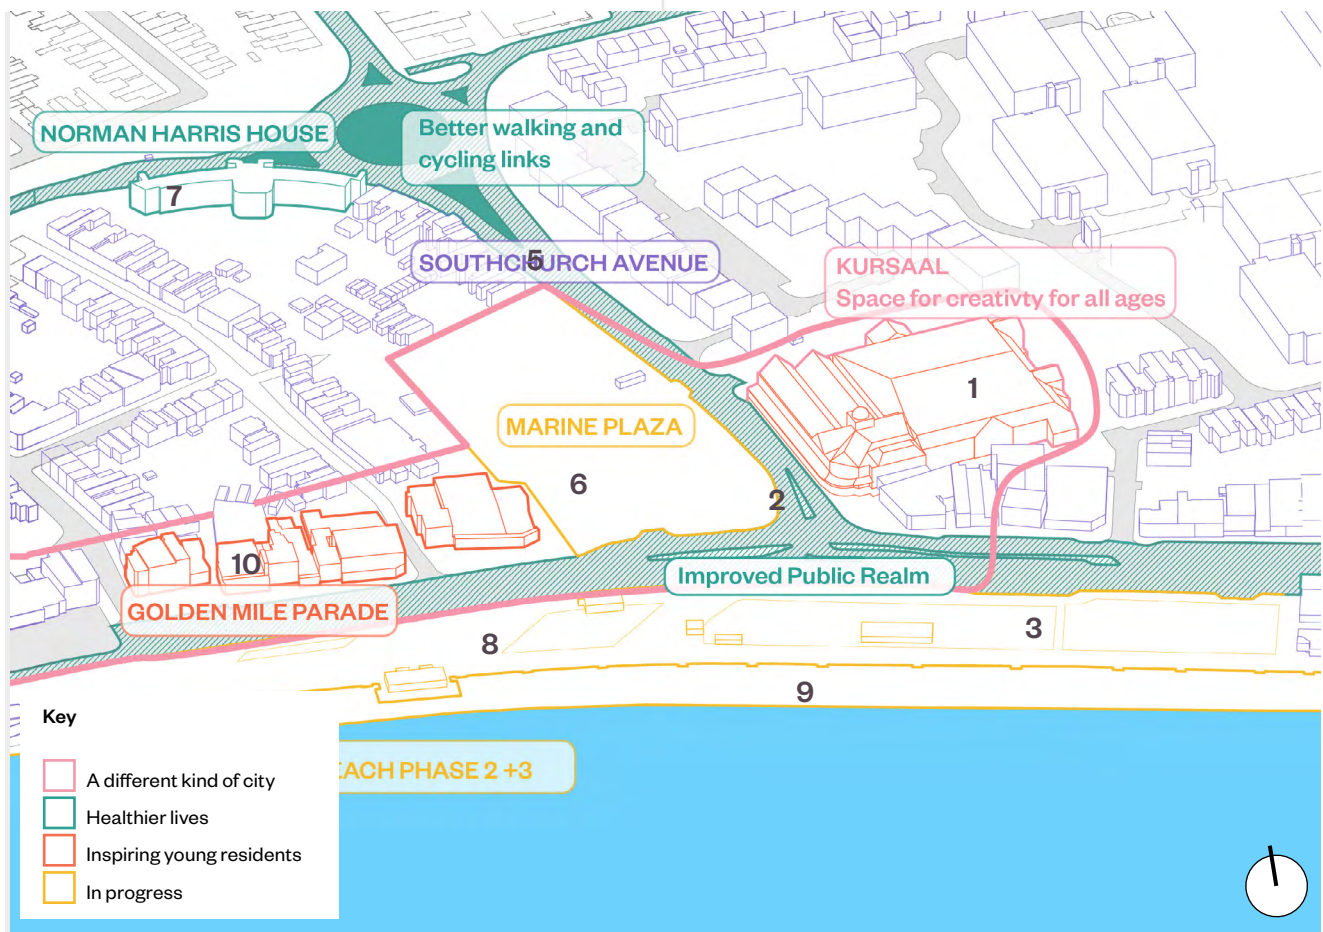 NORMAN HARRIS HOUSE
Better walking and
cycling links
7
SOUTHCHURCH AVENUE
5
KURSAAL
Space for creativty for all ages
1
MARINE PLAZA
6
2
10
Improved Public Realm
GOLDEN MILE PARADE
8
3
9
Key
A different kind of city
Healthier lives
Inspiring young residents
In progress
EACH PHASE 2 +3